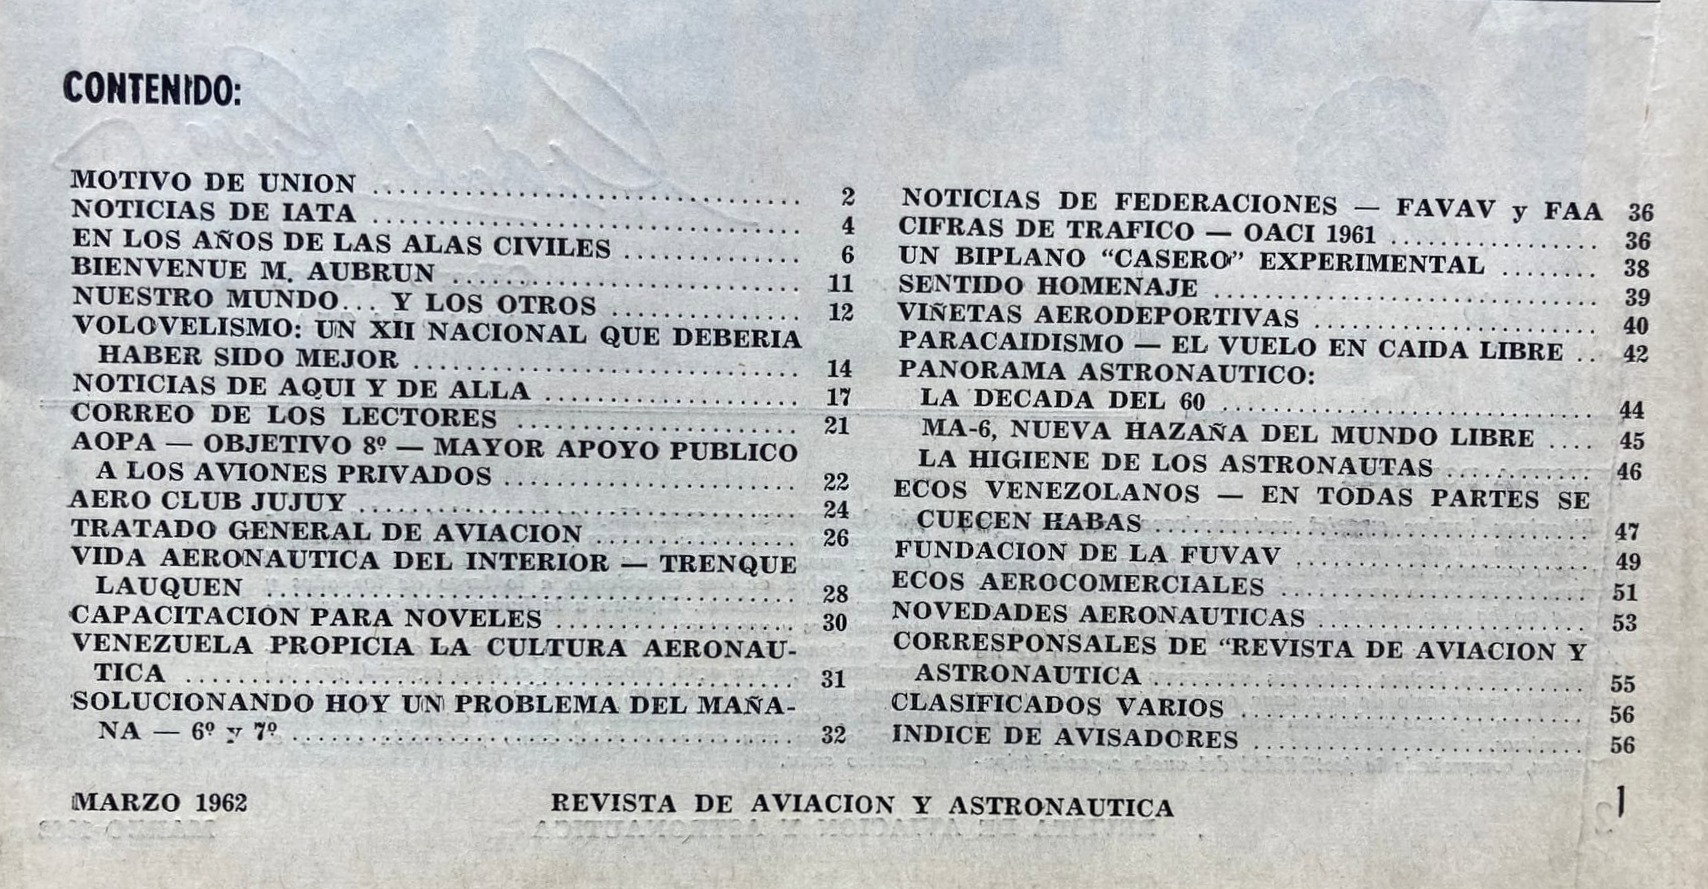 CONTENIDO:
MOTIVO DE UNION ........ 2
NOTICIAS DE IATA ........ 4
EN LOS AÑOS DE LAS ALAS CIVILES ........ 6
BIENVENUE M. AUBRUN ........ 11
NUESTRO MUNDO... Y LOS OTROS ........ 12
VOLOVELISMO: UN XII NACIONAL QUE DEBERIA
HABER SIDO MEJOR ........ 14
NOTICIAS DE AQUI Y DE ALLA ........ 17
CORREO DE LOS LECTORES ........ 21
AOPA — OBJETIVO 8º — MAYOR APOYO PUBLICO
A LOS AVIONES PRIVADOS ........ 22
AERO CLUB JUJUY ........ 24
TRATADO GENERAL DE AVIACION ........ 26
VIDA AERONAUTICA DEL INTERIOR — TRENQUE
LAUQUEN ........ 28
CAPACITACION PARA NOVELES ........ 30
VENEZUELA PROPICIA LA CULTURA AERONAU-
TICA ........ 31
SOLUCIONANDO HOY UN PROBLEMA DEL MAÑA-
NA — 6º y 7º ........ 32
NOTICIAS DE FEDERACIONES — FAVAV y FAA 36
CIFRAS DE TRAFICO — OACI 1961 ........ 36
UN BIPLANO “CASERO” EXPERIMENTAL ........ 38
SENTIDO HOMENAJE ........ 39
VIÑETAS AERODEPORTIVAS ........ 40
PARACAIDISMO — EL VUELO EN CAIDA LIBRE .. 42
PANORAMA ASTRONAUTICO:
LA DECADA DEL 60 ........ 44
MA-6, NUEVA HAZAÑA DEL MUNDO LIBRE .... 45
LA HIGIENE DE LOS ASTRONAUTAS ........ 46
ECOS VENEZOLANOS — EN TODAS PARTES SE
CUECEN HABAS ........ 47
FUNDACION DE LA FUVAV ........ 49
ECOS AEROCOMERCIALES ........ 51
NOVEDADES AERONAUTICAS ........ 53
CORRESPONSALES DE “REVISTA DE AVIACION Y
ASTRONAUTICA ........ 55
CLASIFICADOS VARIOS ........ 56
INDICE DE AVISADORES ........ 56
MARZO 1962 REVISTA DE AVIACION Y ASTRONAUTICA 1